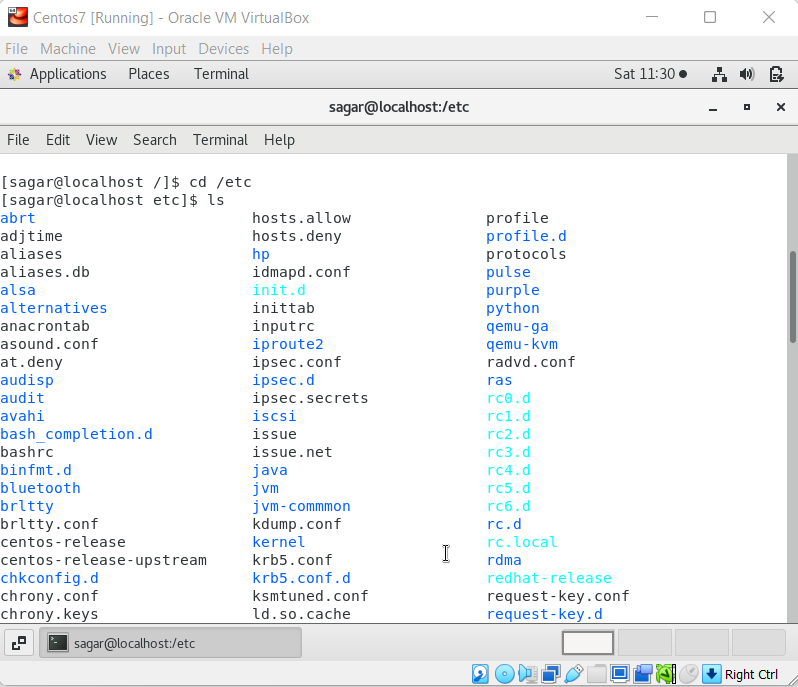 Centos7 [Running] - Oracle VM VirtualBox
File Machine View Input Devices Help
Applications Places Terminal Sat 11:30
sagar@localhost:/etc
File Edit View Search Terminal Help
[sagar@localhost /]$ cd /etc
[sagar@localhost etc]$ ls
abrt hosts.allow profile
adjtime hosts.deny profile.d
aliases hp protocols
aliases.db idmapd.conf pulse
alsa init.d purple
alternatives inittab python
anacrontab inputrc qemu-ga
asound.conf iproute2 qemu-kvm
at.deny ipsec.conf radvd.conf
audisp ipsec.d ras
audit ipsec.secrets rc0.d
avahi iscsi rc1.d
bash_completion.d issue rc2.d
bashrc issue.net rc3.d
binfmt.d java rc4.d
bluetooth jvm rc5.d
brltty jvm-commmon rc6.d
brltty.conf kdump.conf rc.d
centos-release kernel rc.local
centos-release-upstream krb5.conf rdma
chkconfig.d krb5.conf.d redhat-release
chrony.conf ksmtuned.conf request-key.conf
chrony.keys ld.so.cache request-key.d
sagar@localhost:/etc
Right Ctrl